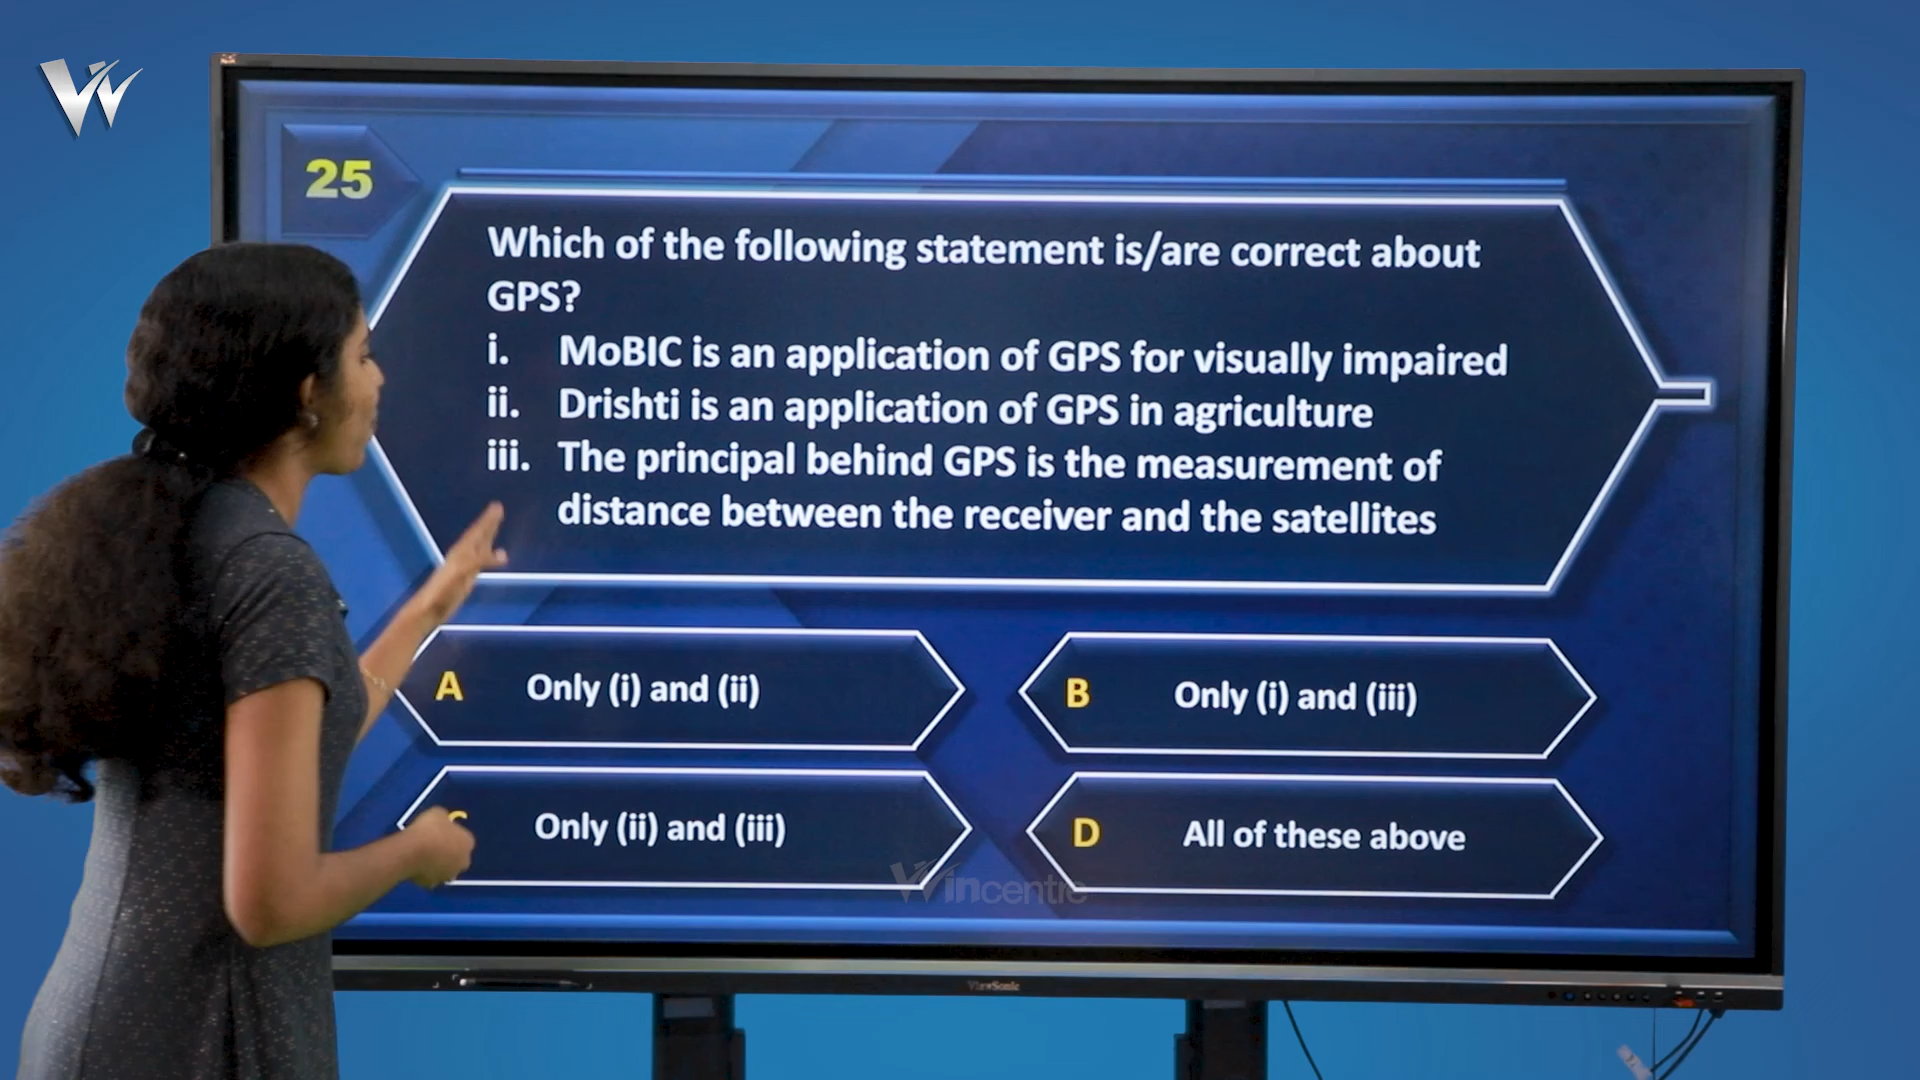 25
Which of the following statement is/are correct about
GPS?
i. MoBIC is an application of GPS for visually impaired
ii. Drishti is an application of GPS in agriculture
iii. The principal behind GPS is the measurement of
distance between the receiver and the satellites
A Only (i) and (ii)
B Only (i) and (iii)
C Only (ii) and (iii)
D All of these above
Wincentre
ViewSonic